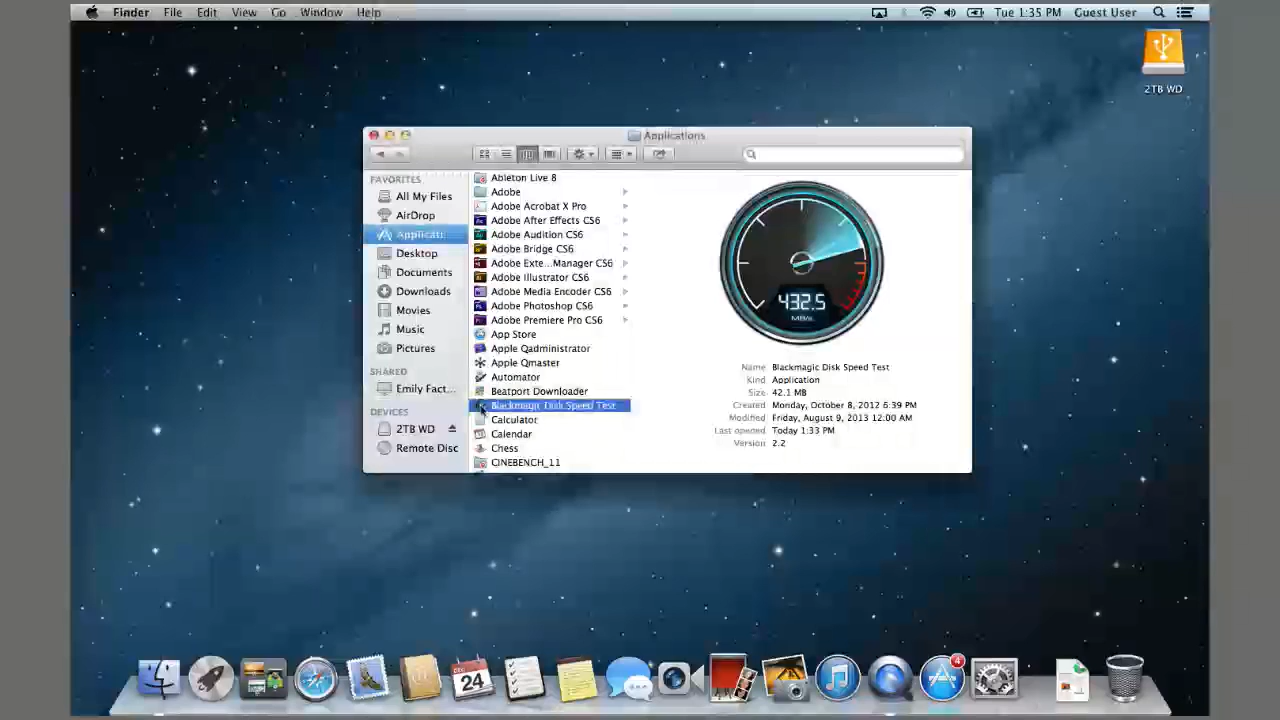 Finder File Edit View Go Window Help Tue 1:35 PM Guest User
2TB WD
Applications
FAVORITES
All My Files
AirDrop
Applicati
Desktop
Documents
Downloads
Movies
Music
Pictures
SHARED
Emily Fact...
DEVICES
2TB WD
Remote Disc
Ableton Live 8
Adobe
Adobe Acrobat X Pro
Adobe After Effects CS6
Adobe Audition CS6
Adobe Bridge CS6
Adobe Exte...Manager CS6
Adobe Illustrator CS6
Adobe Media Encoder CS6
Adobe Photoshop CS6
Adobe Premiere Pro CS6
App Store
Apple Qadministrator
Apple Qmaster
Automator
Beatport Downloader
Blackmagic Disk Speed Test
Calculator
Calendar
Chess
CINEBENCH_11
432.5
MB/s
Name Blackmagic Disk Speed Test
Kind Application
Size 42.1 MB
Created Monday, October 8, 2012 6:39 PM
Modified Friday, August 9, 2013 12:00 AM
Last opened Today 1:33 PM
Version 2.2
DEC
24
4